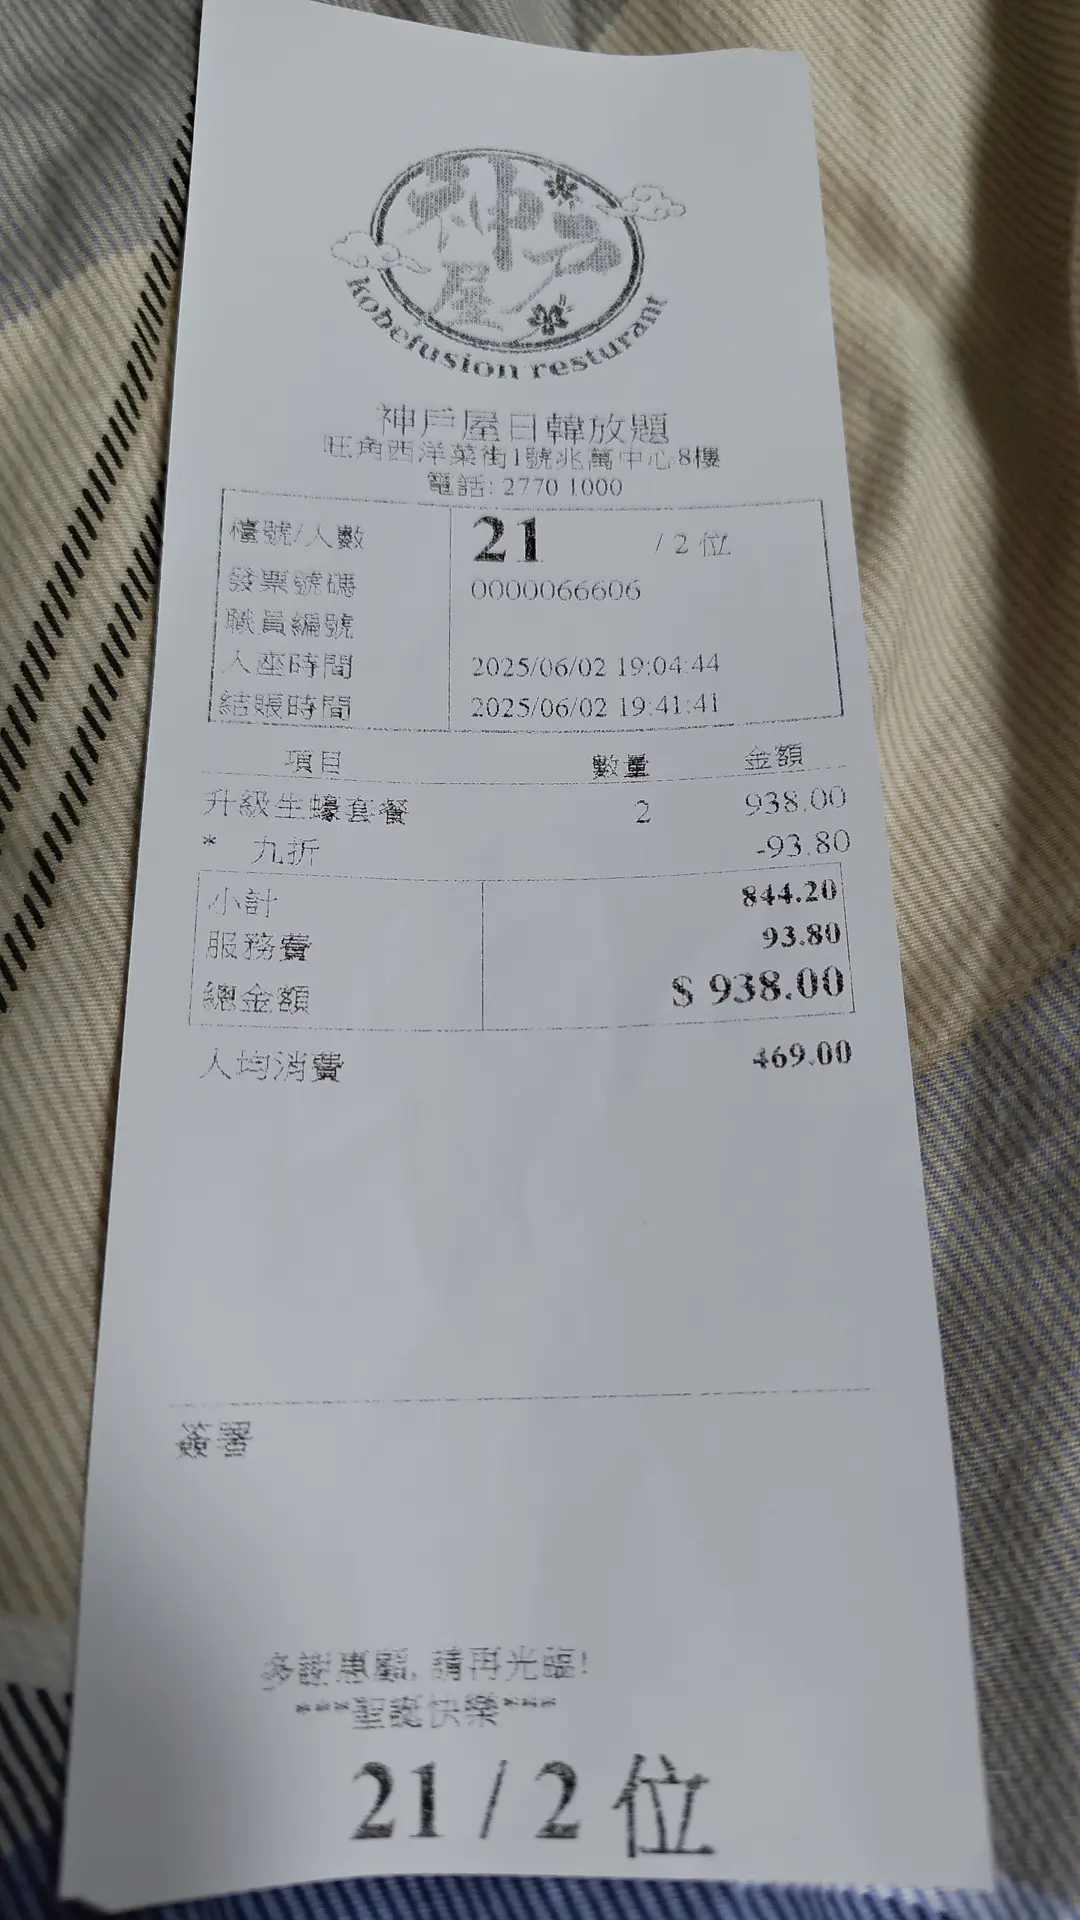 神戶屋
kobefusion resturant
神戶屋日韓放題
旺角西洋菜街1號兆萬中心8樓
電話: 2770 1000
檯號/人數 21 / 2 位
發票號碼 0000066606
職員編號
入座時間 2025/06/02 19:04:44
結賬時間 2025/06/02 19:41:41
項目 數量 金額
升級生蠔套餐 2 938.00
* 九折 -93.80
小計 844.20
服務費 93.80
總金額 $ 938.00
人均消費 469.00
簽署
多謝惠顧, 請再光臨!
***聖誕快樂***
21 / 2 位